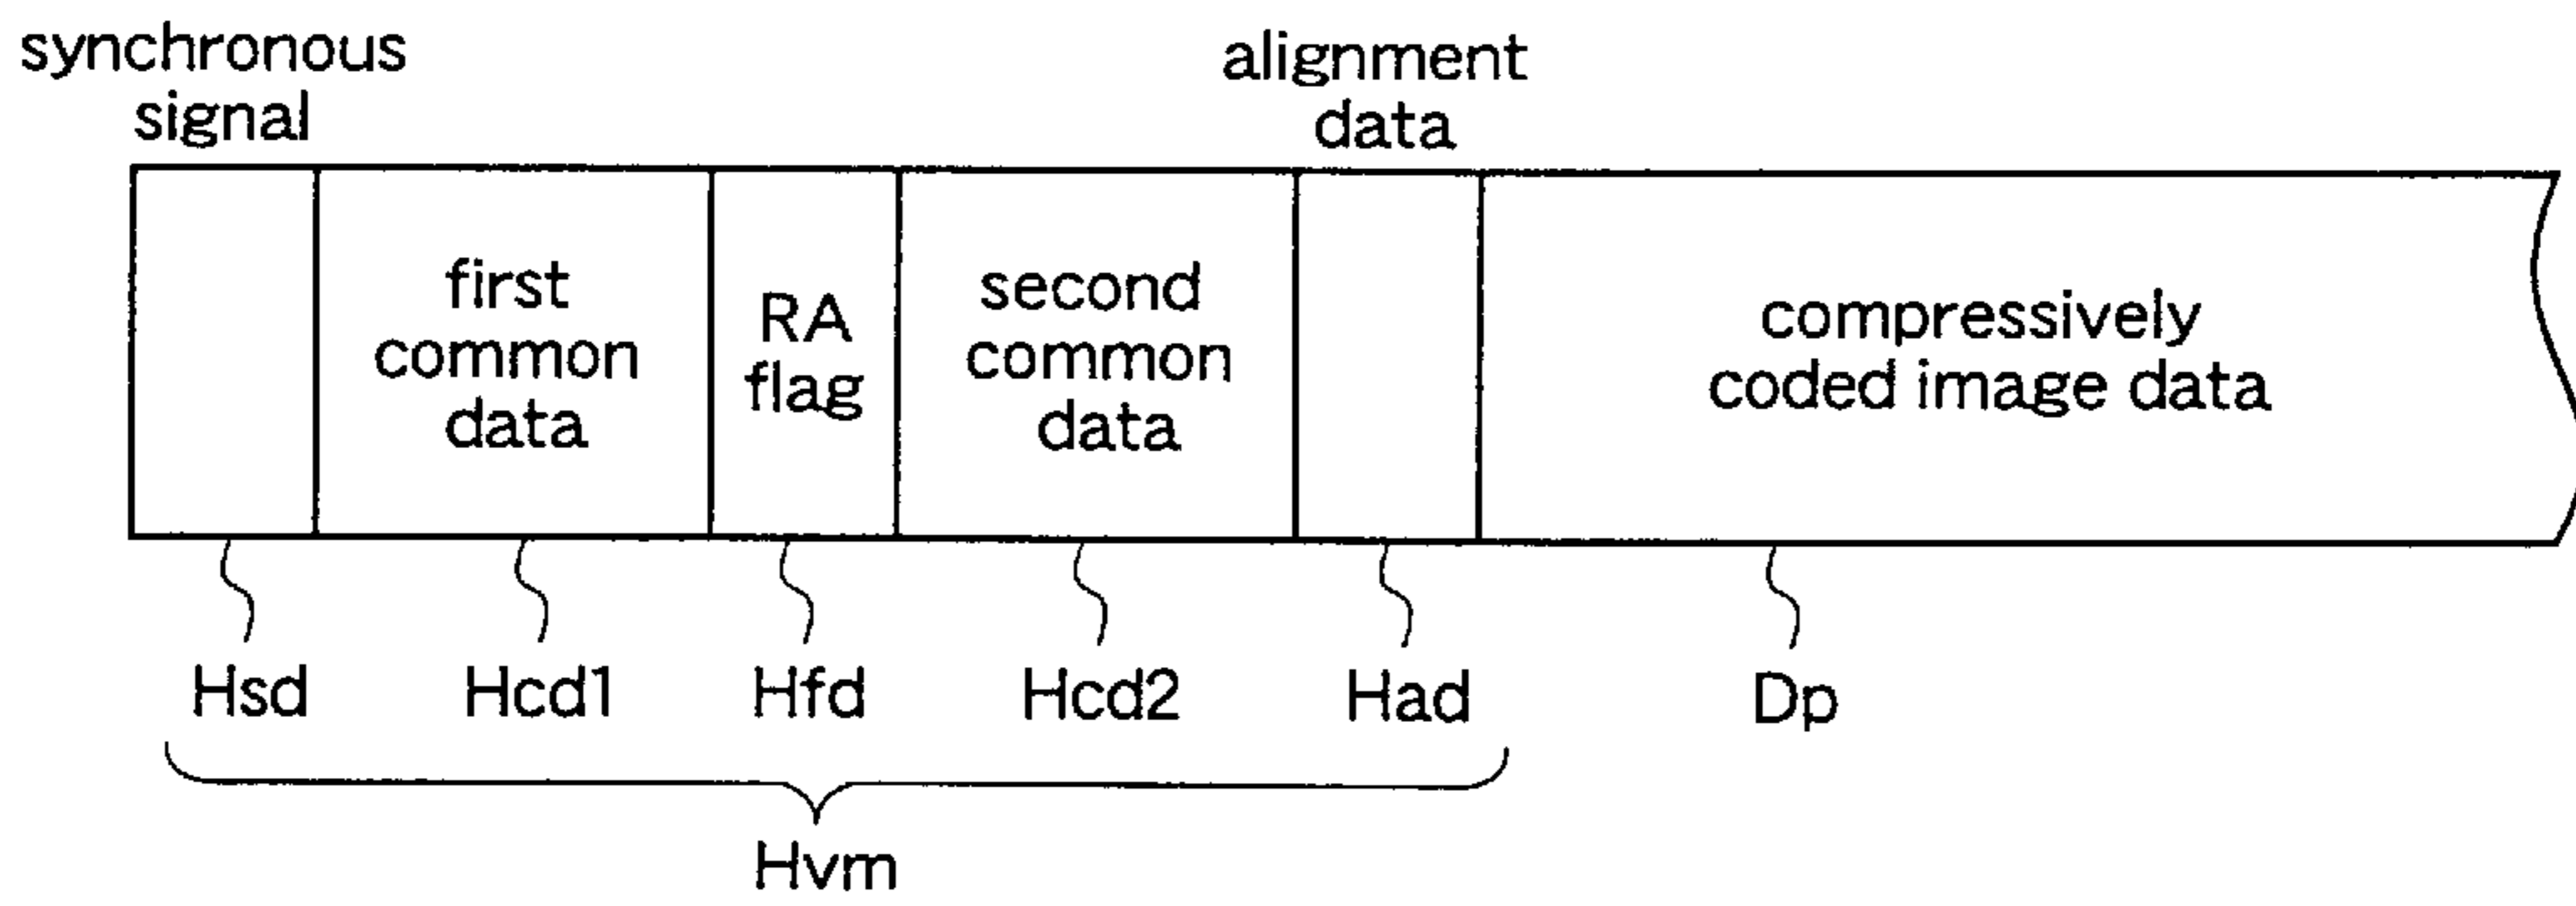 synchronous
signal
alignment
data
first
common
data
RA
flag
second
common
data
compressively
coded image data
Hsd
Hcd1
Hfd
Hcd2
Had
Dp
Hvm